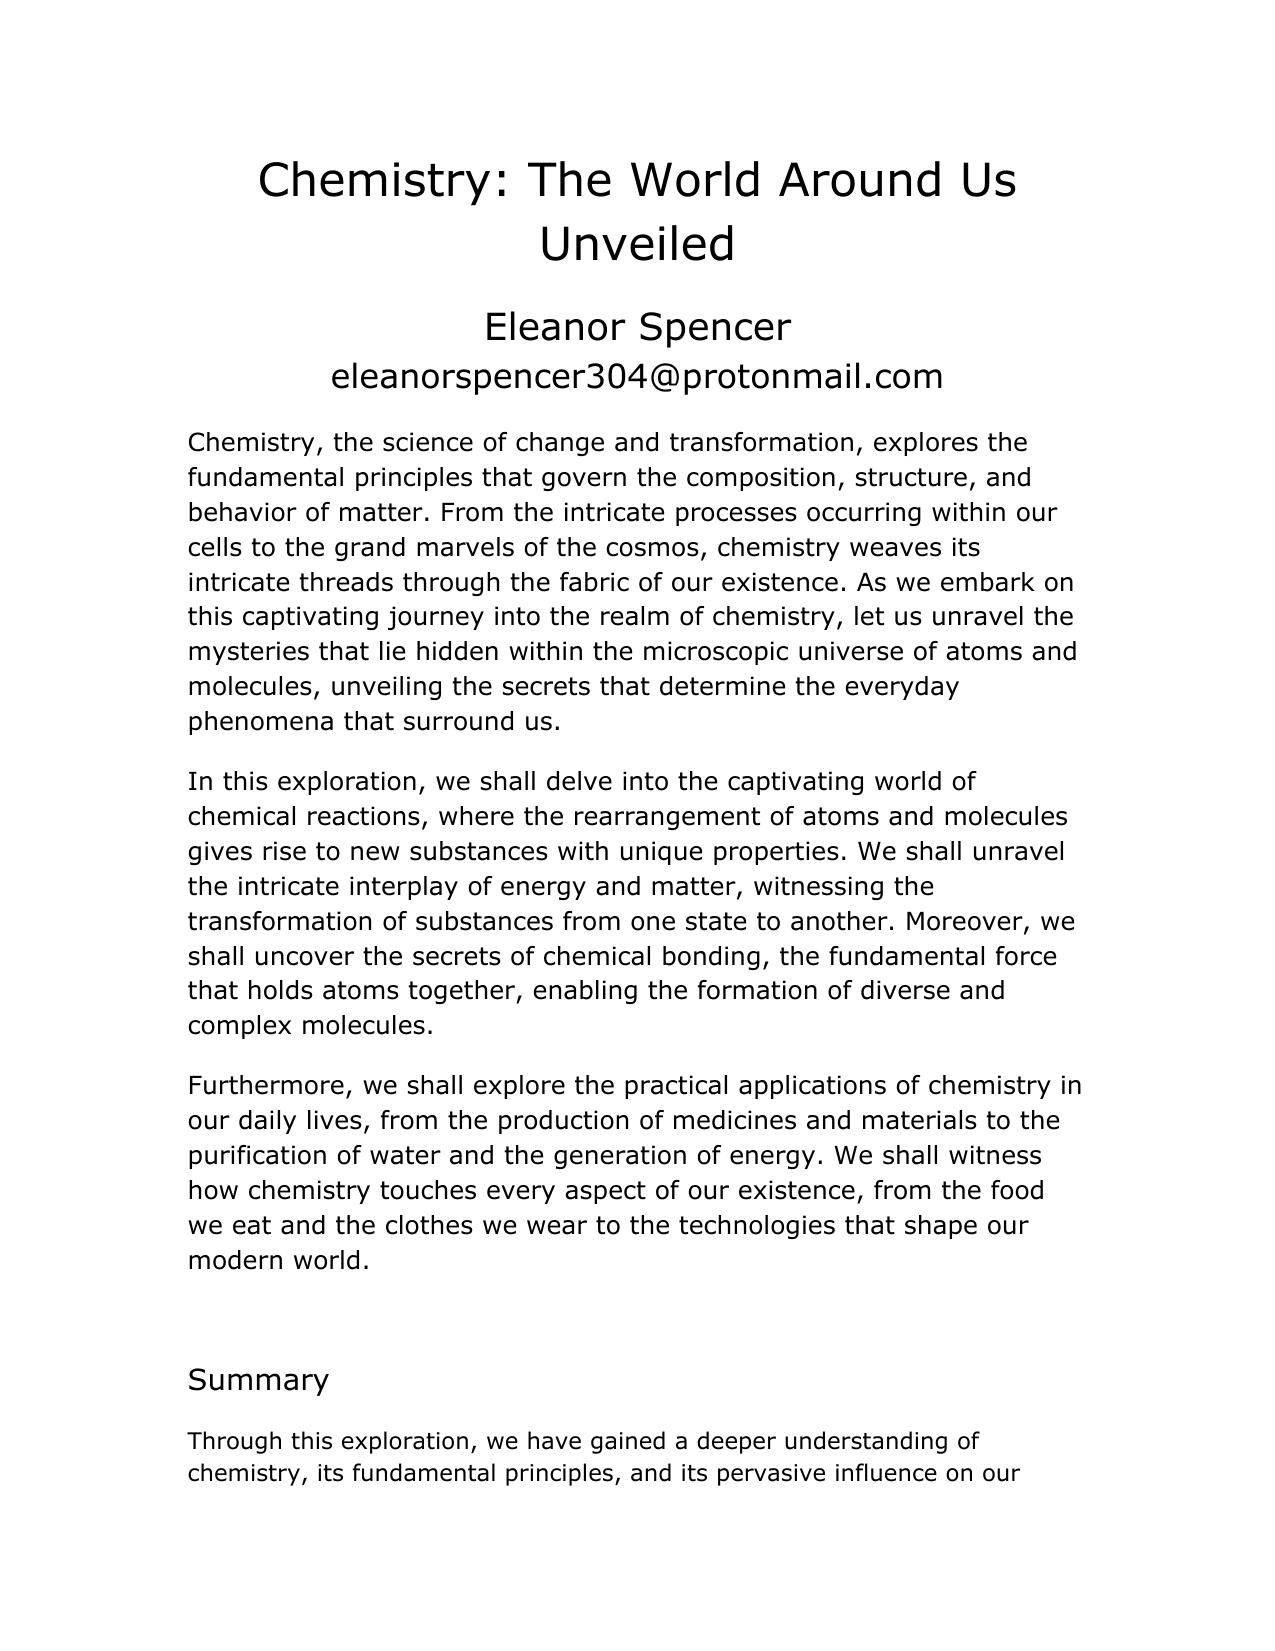 Chemistry: The World Around Us
Unveiled
Eleanor Spencer
eleanorspencer304@protonmail.com
Chemistry, the science of change and transformation, explores the
fundamental principles that govern the composition, structure, and
behavior of matter. From the intricate processes occurring within our
cells to the grand marvels of the cosmos, chemistry weaves its
intricate threads through the fabric of our existence. As we embark on
this captivating journey into the realm of chemistry, let us unravel the
mysteries that lie hidden within the microscopic universe of atoms and
molecules, unveiling the secrets that determine the everyday
phenomena that surround us.
In this exploration, we shall delve into the captivating world of
chemical reactions, where the rearrangement of atoms and molecules
gives rise to new substances with unique properties. We shall unravel
the intricate interplay of energy and matter, witnessing the
transformation of substances from one state to another. Moreover, we
shall uncover the secrets of chemical bonding, the fundamental force
that holds atoms together, enabling the formation of diverse and
complex molecules.
Furthermore, we shall explore the practical applications of chemistry in
our daily lives, from the production of medicines and materials to the
purification of water and the generation of energy. We shall witness
how chemistry touches every aspect of our existence, from the food
we eat and the clothes we wear to the technologies that shape our
modern world.
Summary
Through this exploration, we have gained a deeper understanding of
chemistry, its fundamental principles, and its pervasive influence on our